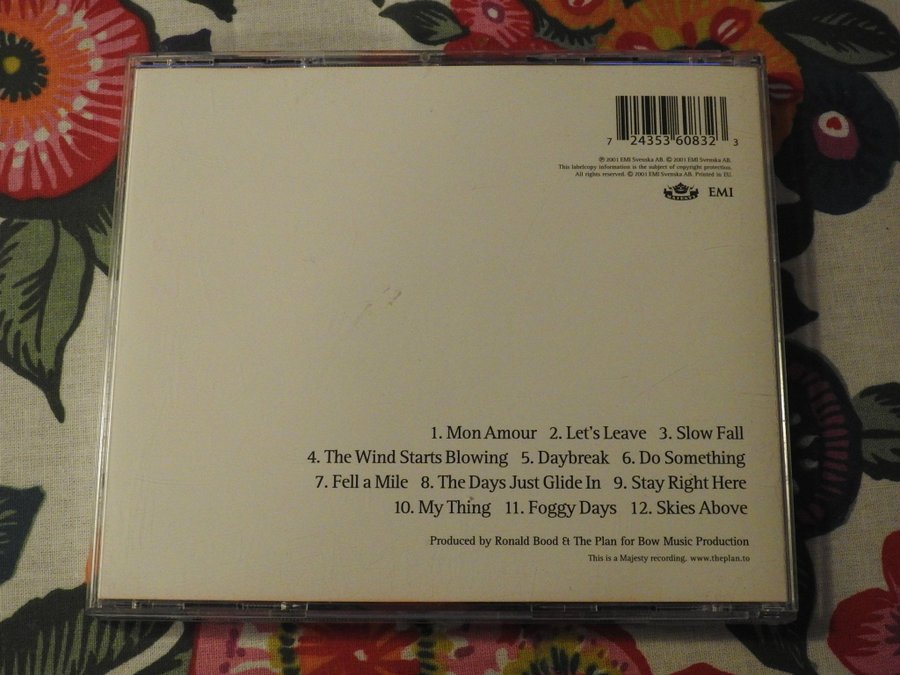 7 24353 60832 3
℗ 2001 EMI Svenska AB. © 2001 EMI Svenska AB.
This labelcopy information is the subject of copyright protection.
All rights reserved. © 2001 EMI Svenska AB. Printed in EU.
MAJESTY EMI
1. Mon Amour 2. Let's Leave 3. Slow Fall
4. The Wind Starts Blowing 5. Daybreak 6. Do Something
7. Fell a Mile 8. The Days Just Glide In 9. Stay Right Here
10. My Thing 11. Foggy Days 12. Skies Above
Produced by Ronald Bood & The Plan for Bow Music Production
This is a Majesty recording. www.theplan.to